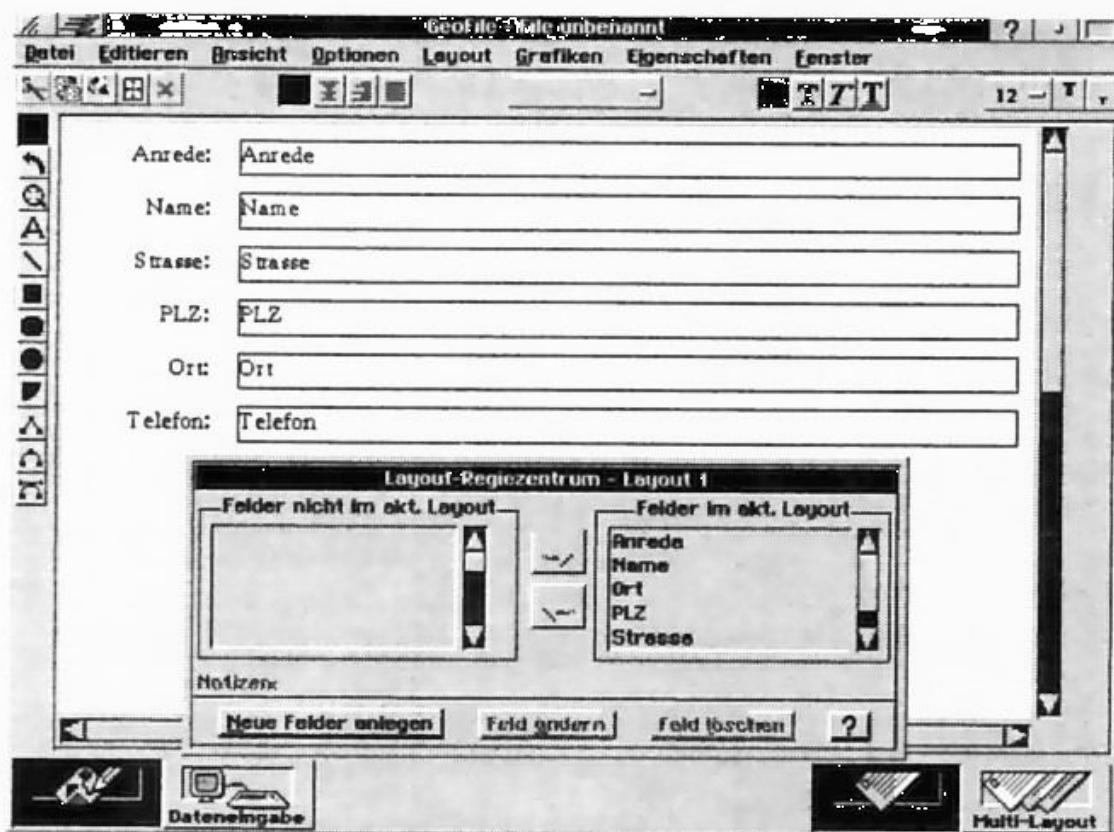 GeoFile - File unbenannt ?
Datei Editieren Ansicht Optionen Layout Grafiken Eigenschaften Fenster
12
Anrede: Anrede
Name: Name
Strasse: Strasse
PLZ: PLZ
Ort: Ort
Telefon: Telefon
Layout-Regiezentrum - Layout 1
Felder nicht im akt. Layout
Felder im akt. Layout
Anrede
Name
Ort
PLZ
Strasse
Notizen:
Neue Felder anlegen Feld ändern Feld löschen ?
Dateneingabe
Multi-Layout